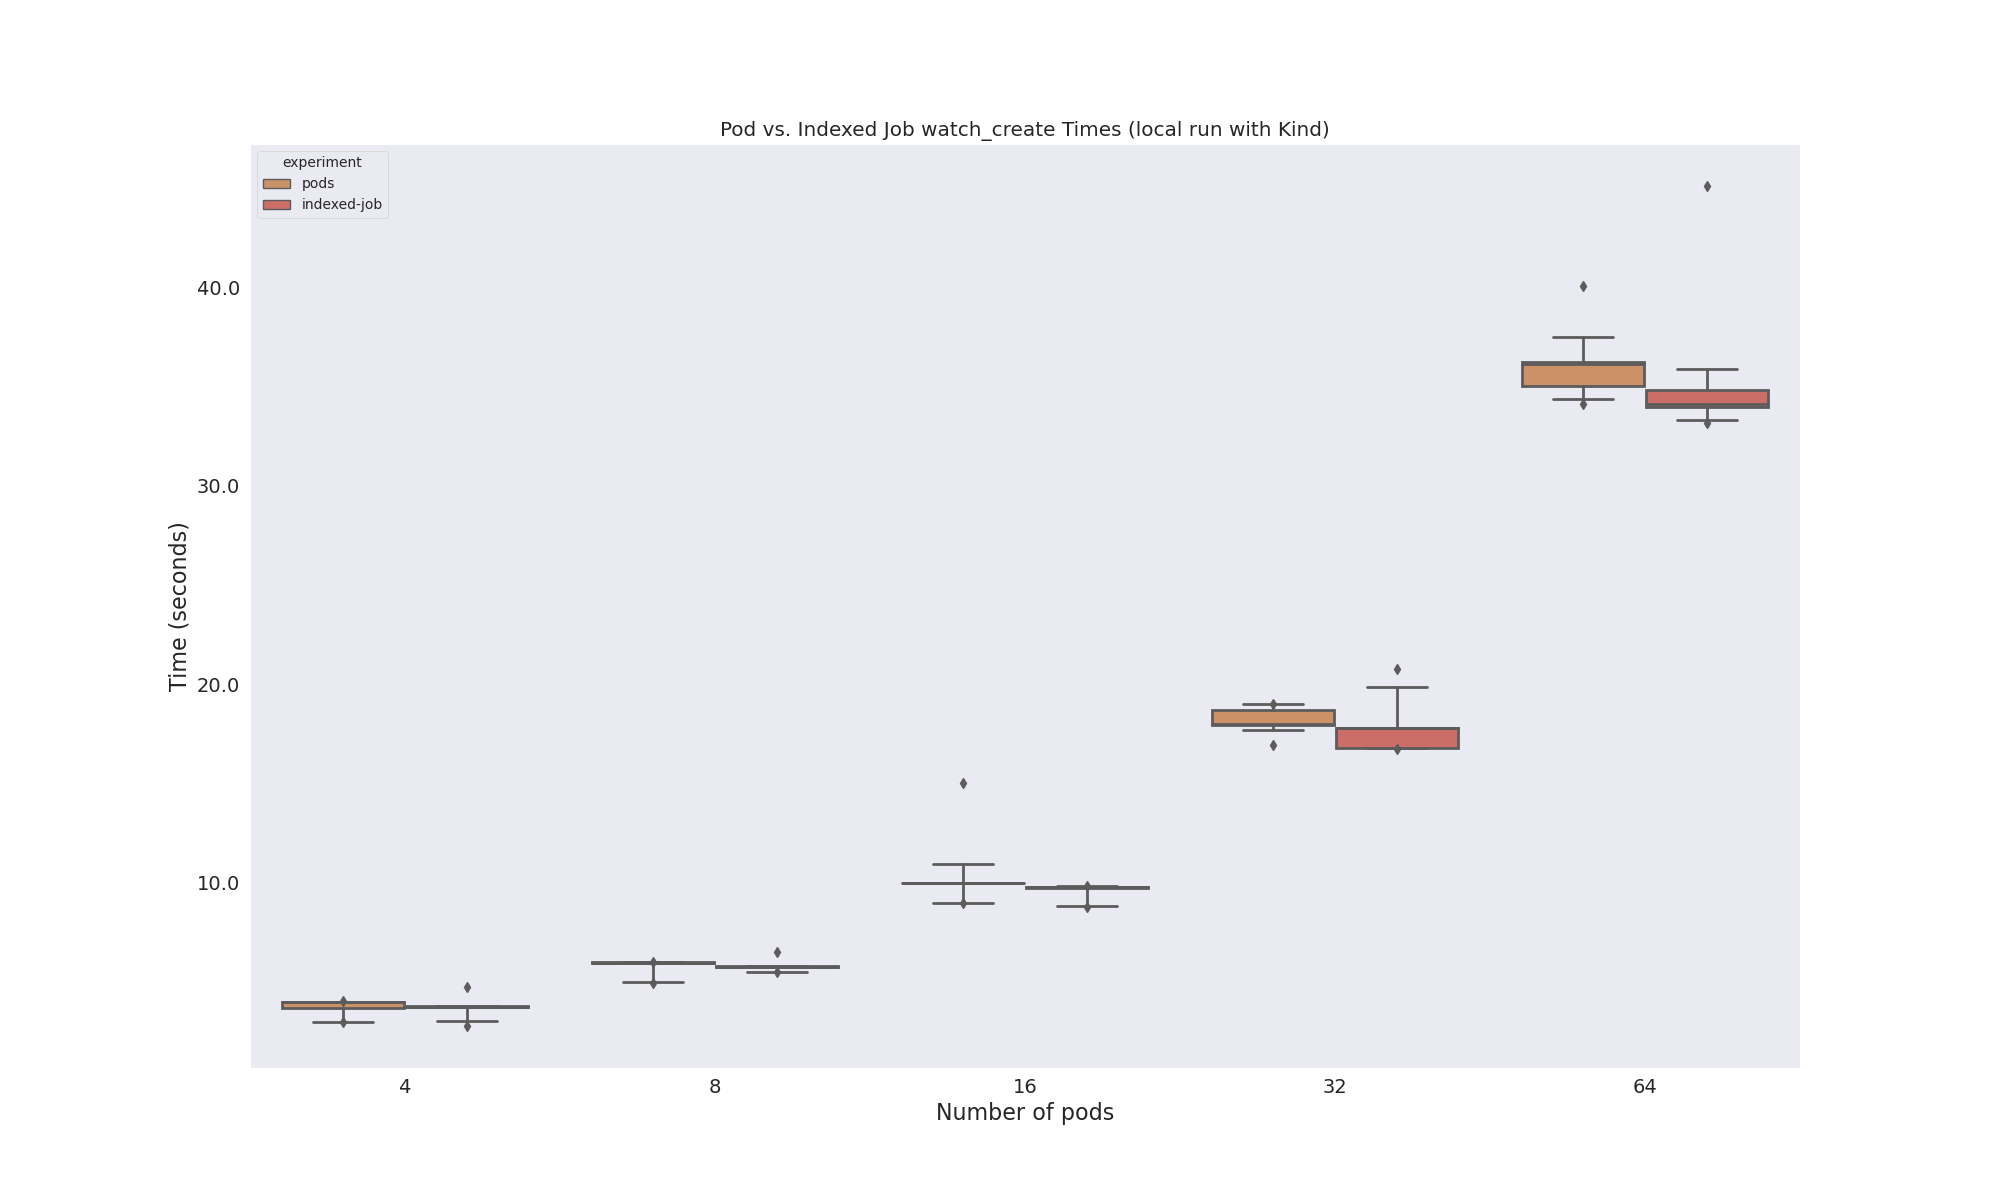 Pod vs. Indexed Job watch_create Times (local run with Kind)
experiment
pods
indexed-job
40.0
30.0
20.0
10.0
Time (seconds)
4 8 16 32 64
Number of pods